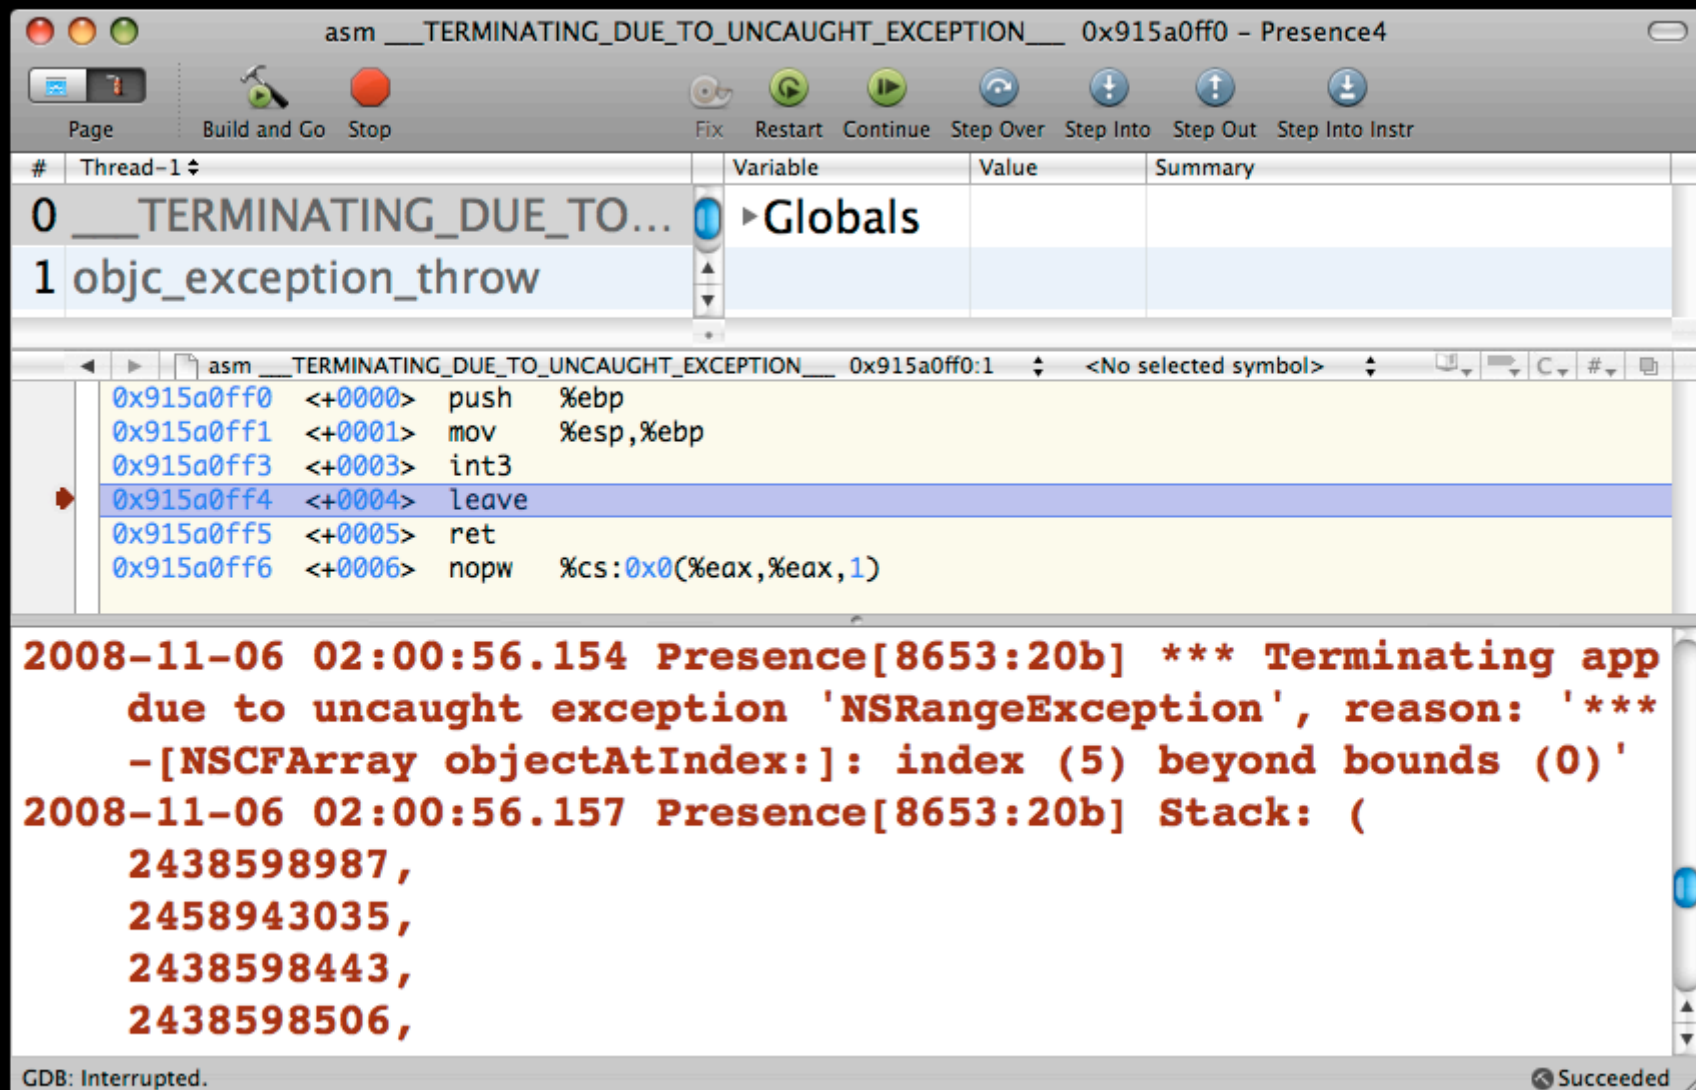 asm ___TERMINATING_DUE_TO_UNCAUGHT_EXCEPTION___ 0x915a0ff0 – Presence4
Page Build and Go Stop Fix Restart Continue Step Over Step Into Step Out Step Into Instr
# Thread-1 Variable Value Summary
0 ___TERMINATING_DUE_TO... Globals
1 objc_exception_throw
asm ___TERMINATING_DUE_TO_UNCAUGHT_EXCEPTION___ 0x915a0ff0:1 <No selected symbol> C #
0x915a0ff0 <+0000> push %ebp
0x915a0ff1 <+0001> mov %esp,%ebp
0x915a0ff3 <+0003> int3
0x915a0ff4 <+0004> leave
0x915a0ff5 <+0005> ret
0x915a0ff6 <+0006> nopw %cs:0x0(%eax,%eax,1)
2008-11-06 02:00:56.154 Presence[8653:20b] *** Terminating app
due to uncaught exception 'NSRangeException', reason: '***
-[NSCFArray objectAtIndex:]: index (5) beyond bounds (0)'
2008-11-06 02:00:56.157 Presence[8653:20b] Stack: (
2438598987,
2458943035,
2438598443,
2438598506,
GDB: Interrupted. Succeeded